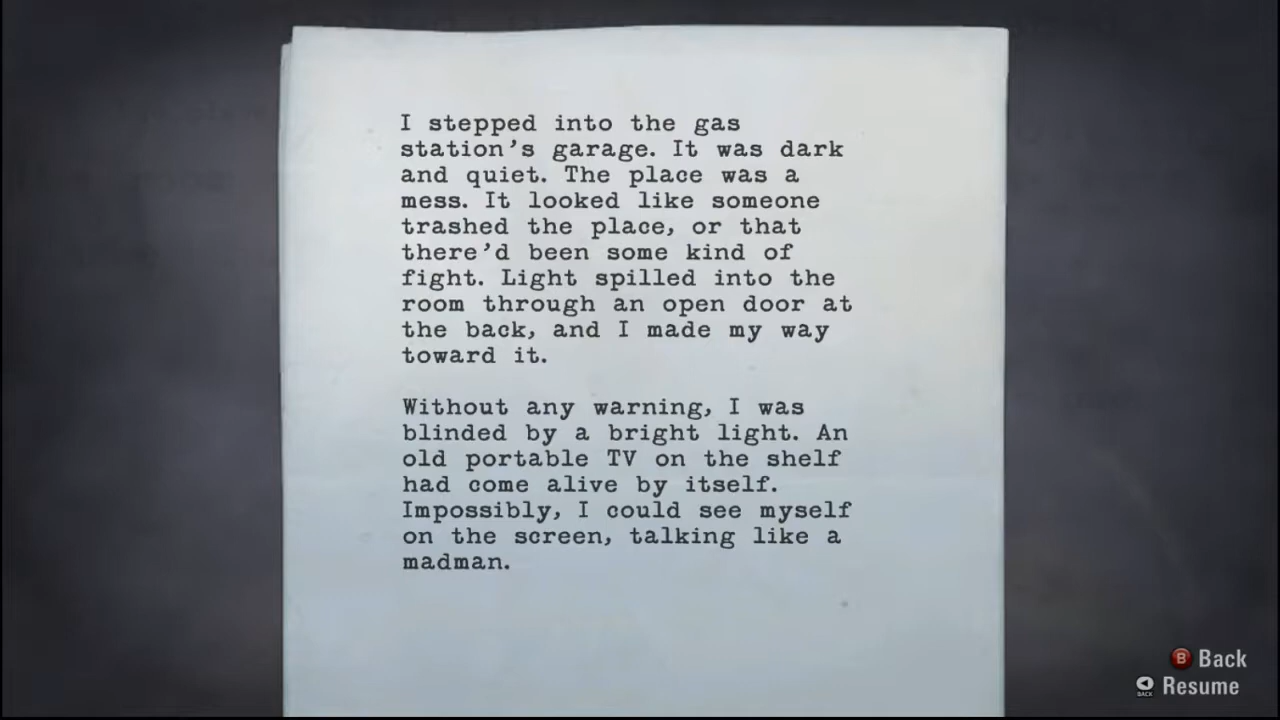 I stepped into the gas
station's garage. It was dark
and quiet. The place was a
mess. It looked like someone
trashed the place, or that
there'd been some kind of
fight. Light spilled into the
room through an open door at
the back, and I made my way
toward it.
Without any warning, I was
blinded by a bright light. An
old portable TV on the shelf
had come alive by itself.
Impossibly, I could see myself
on the screen, talking like a
madman.
B Back
BACK Resume